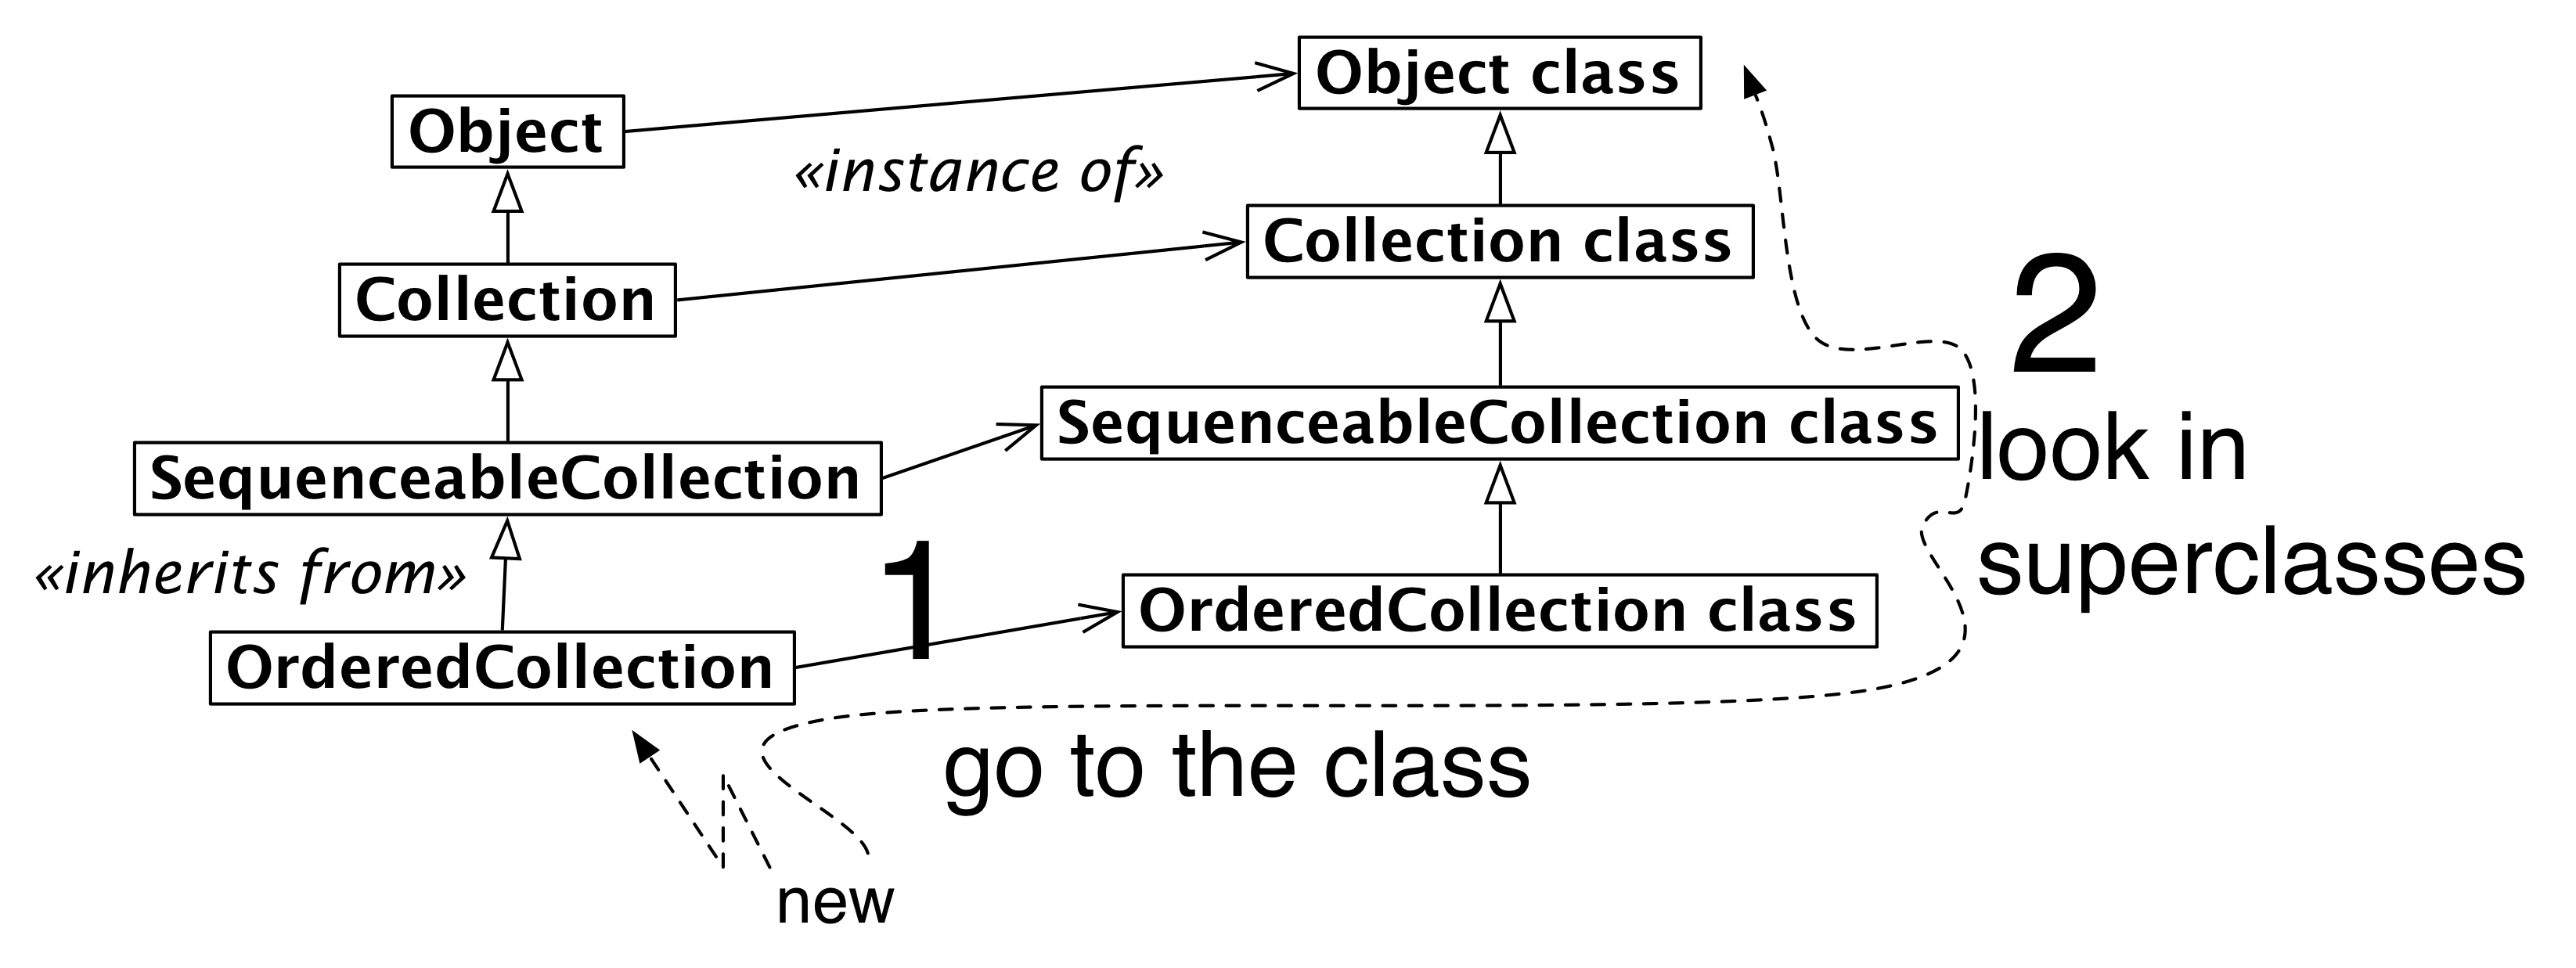 Object class
Object
«instance of»
Collection class
Collection
2
SequenceableCollection class
look in
SequenceableCollection
superclasses
«inherits from»
1
OrderedCollection class
OrderedCollection
go to the class
new